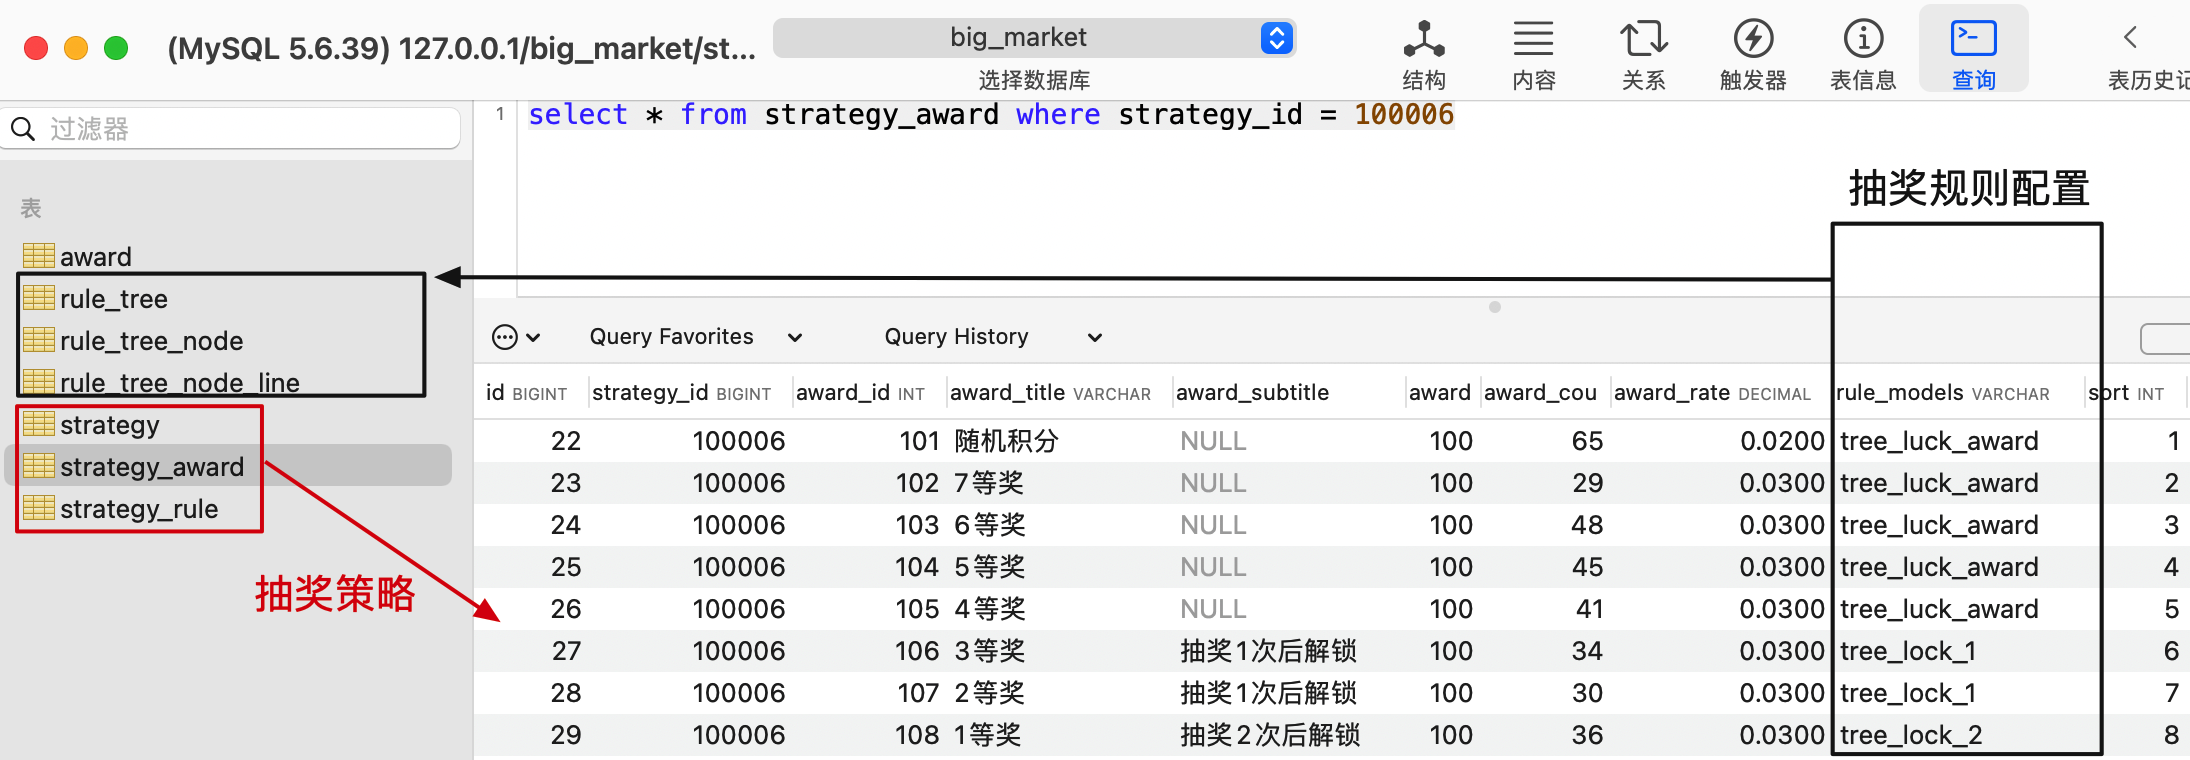 (MySQL 5.6.39) 127.0.0.1/big_market/st...
big_market
选择数据库
结构
内容
关系
触发器
表信息
查询
表历史记
过滤器
1 select * from strategy_award where strategy_id = 100006
抽奖规则配置
表
award
rule_tree
rule_tree_node
rule_tree_node_line
strategy
strategy_award
strategy_rule
抽奖策略
Query Favorites
Query History
id BIGINT strategy_id BIGINT award_id INT award_title VARCHAR award_subtitle award award_cou award_rate DECIMAL rule_models VARCHAR sort INT
22 100006 101 随机积分 NULL 100 65 0.0200 tree_luck_award 1
23 100006 102 7等奖 NULL 100 29 0.0300 tree_luck_award 2
24 100006 103 6等奖 NULL 100 48 0.0300 tree_luck_award 3
25 100006 104 5等奖 NULL 100 45 0.0300 tree_luck_award 4
26 100006 105 4等奖 NULL 100 41 0.0300 tree_luck_award 5
27 100006 106 3等奖 抽奖1次后解锁 100 34 0.0300 tree_lock_1 6
28 100006 107 2等奖 抽奖1次后解锁 100 30 0.0300 tree_lock_1 7
29 100006 108 1等奖 抽奖2次后解锁 100 36 0.0300 tree_lock_2 8